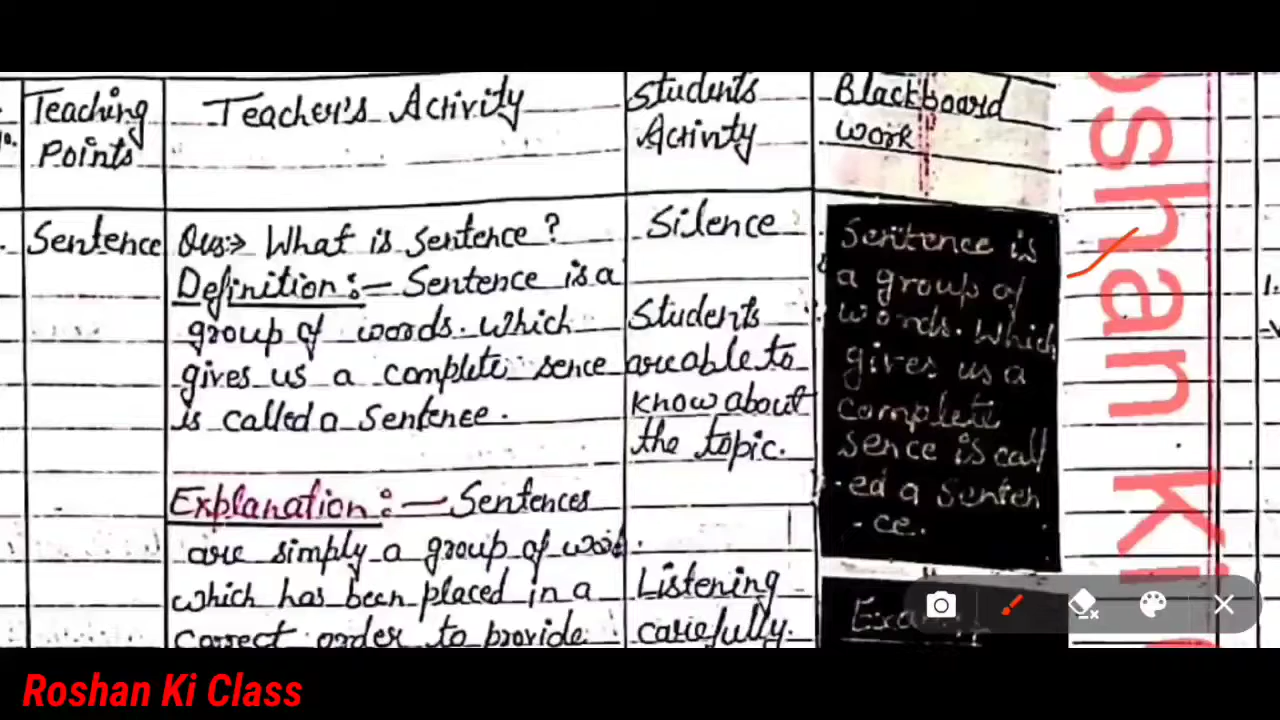 Teaching
Points
Teacher's Activity
Students
Activity
Blackboard
work
Sentence
Ques:> What is Sentence?
Definition:— Sentence is a
group of words. which
gives us a complete sence
is called a Sentence.
Explanation:— Sentences
are simply a group of word
which has been placed in a
correct order to provide
Silence
Students
are able to
know about
the topic.
Listening
carefully.
Sentence is
a group of
words. Which
gives us a
complete
sence is call
-ed a Senten
-ce.
oshan Ki
Roshan Ki Class